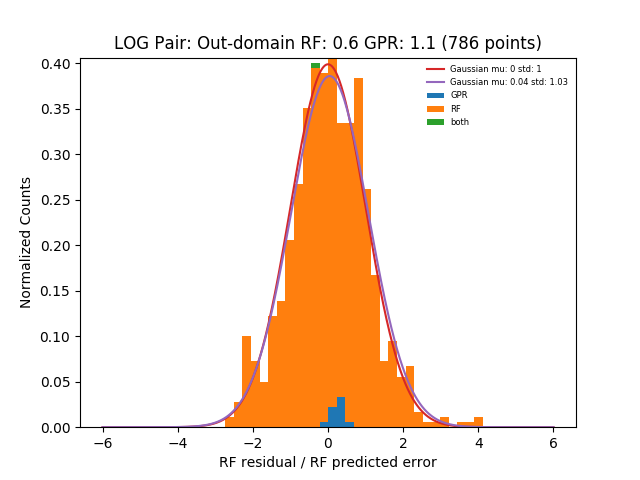 LOG Pair: Out-domain RF: 0.6 GPR: 1.1 (786 points)
Gaussian mu: 0 std: 1
Gaussian mu: 0.04 std: 1.03
GPR
RF
both
Normalized Counts
0.40
0.35
0.30
0.25
0.20
0.15
0.10
0.05
0.00
−6
−4
−2
0
2
4
6
RF residual / RF predicted error